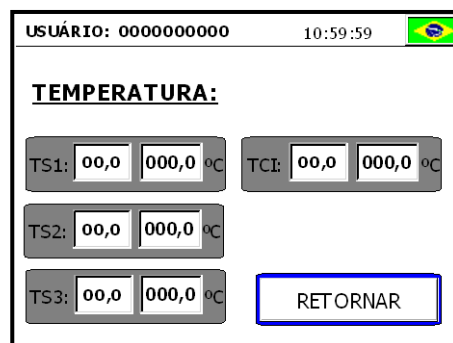 USUÁRIO: 0000000000 10:59:59
TEMPERATURA:
TS1: 00,0 000,0 ºC TCI: 00,0 000,0 ºC
TS2: 00,0 000,0 ºC
TS3: 00,0 000,0 ºC RETORNAR